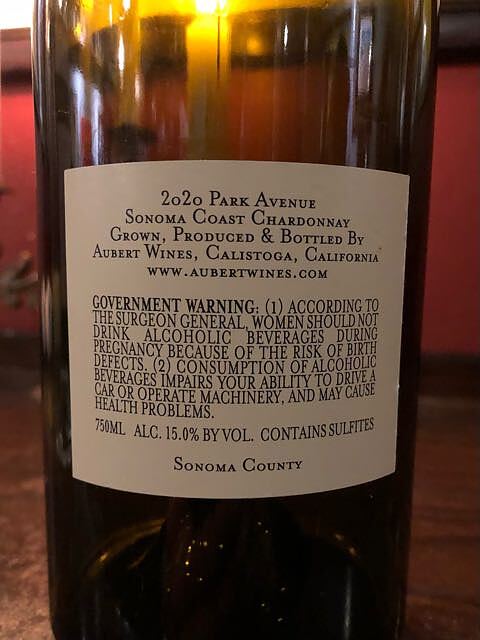 2020 Park Avenue
Sonoma Coast Chardonnay
Grown, Produced & Bottled By
Aubert Wines, Calistoga, California
www.aubertwines.com
GOVERNMENT WARNING: (1) ACCORDING TO
THE SURGEON GENERAL, WOMEN SHOULD NOT
DRINK ALCOHOLIC BEVERAGES DURING
PREGNANCY BECAUSE OF THE RISK OF BIRTH
DEFECTS. (2) CONSUMPTION OF ALCOHOLIC
BEVERAGES IMPAIRS YOUR ABILITY TO DRIVE A
CAR OR OPERATE MACHINERY, AND MAY CAUSE
HEALTH PROBLEMS.
750ML ALC. 15.0% BY VOL. CONTAINS SULFITES
Sonoma County